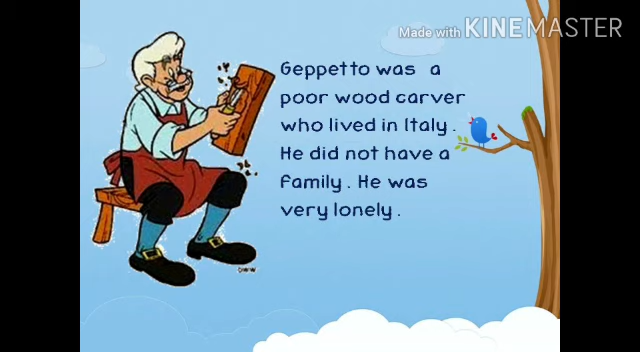 Made with KINEMASTER
Geppetto was a
poor wood carver
who lived in Italy .
He did not have a
family . He was
very lonely .
DWW